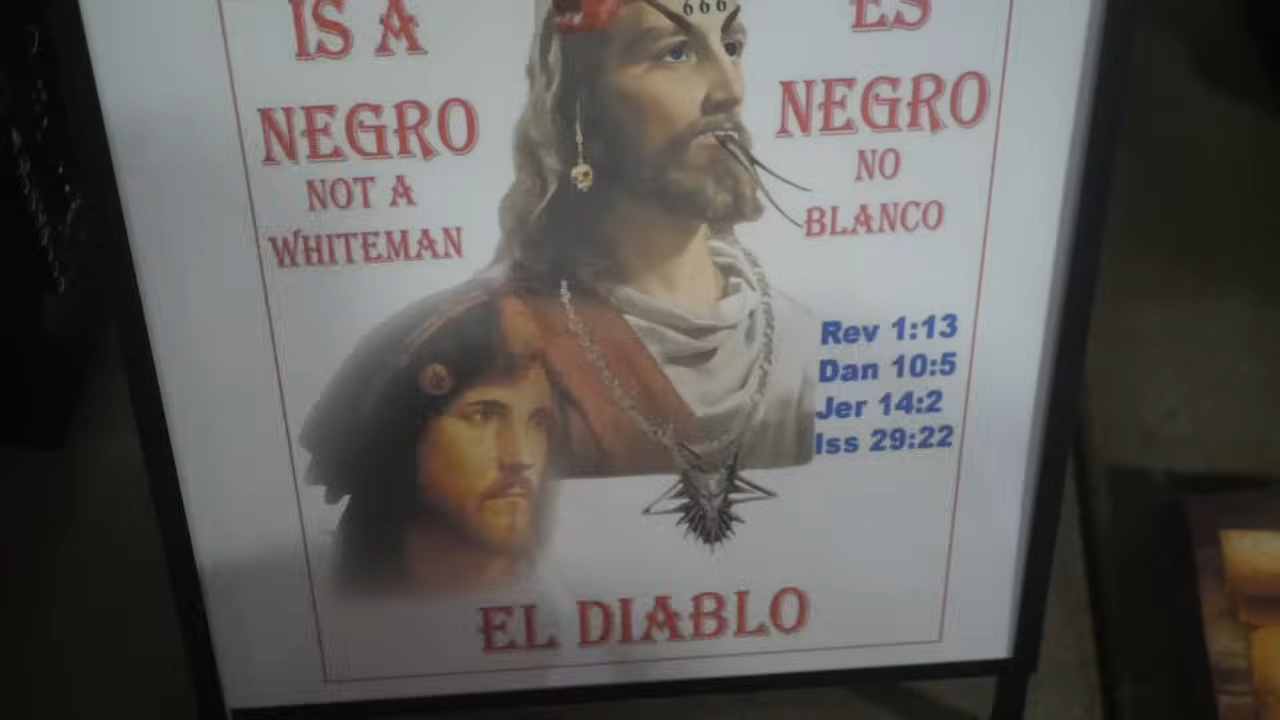 666
IS A
NEGRO
NOT A
WHITEMAN
ES
NEGRO
NO
BLANCO
Rev 1:13
Dan 10:5
Jer 14:2
Iss 29:22
EL DIABLO